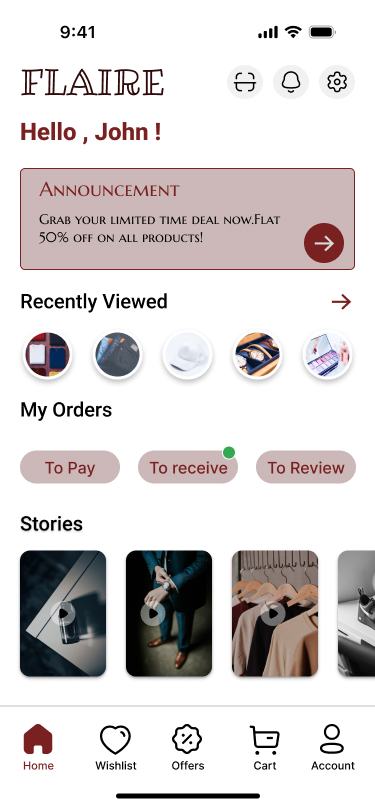 9:41
FLAIRE
Hello , John !
Announcement
Grab your limited time deal now.Flat
50% off on all products!
Recently Viewed
My Orders
To Pay
To receive
To Review
Stories
Home
Wishlist
Offers
Cart
Account